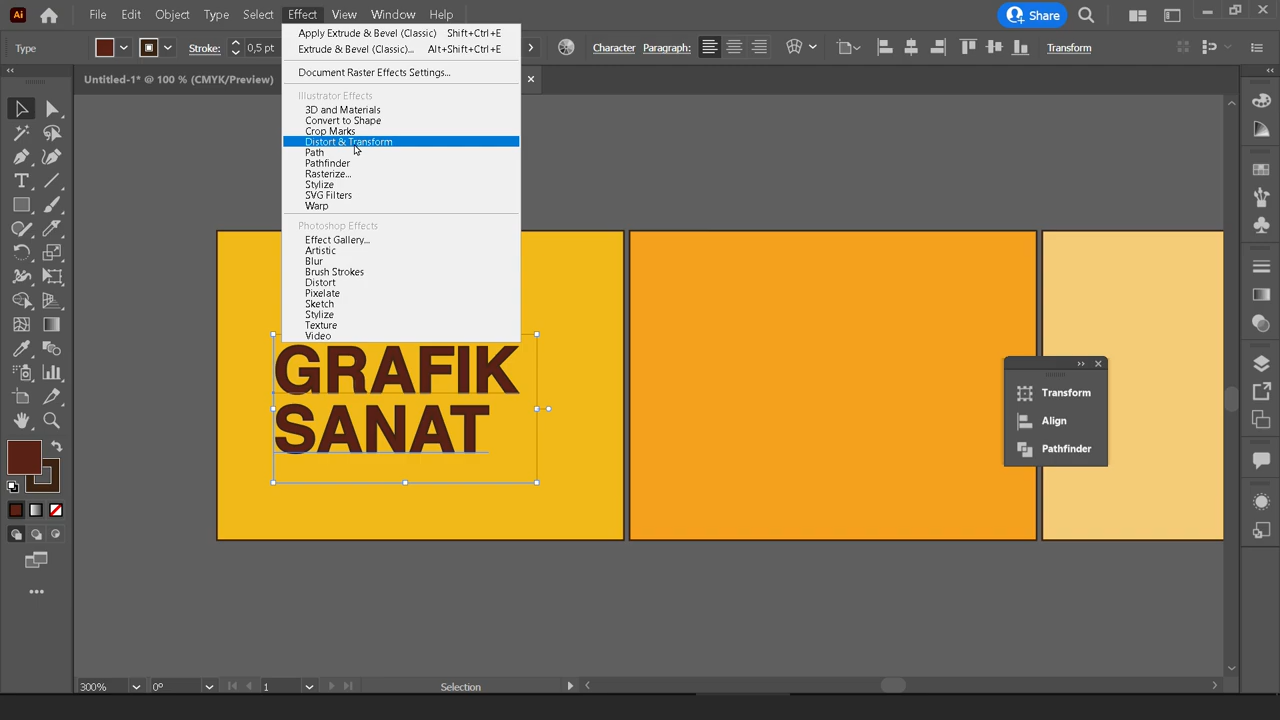 Ai
File Edit Object Type Select Effect View Window Help
Share
Type
Stroke:
0,5 pt
Character
Paragraph:
Transform
Untitled-1* @ 100 % (CMYK/Preview)
Apply Extrude & Bevel (Classic) Shift+Ctrl+E
Extrude & Bevel (Classic)... Alt+Shift+Ctrl+E
Document Raster Effects Settings...
Illustrator Effects
3D and Materials
Convert to Shape
Crop Marks
Distort & Transform
Path
Pathfinder
Rasterize...
Stylize
SVG Filters
Warp
Photoshop Effects
Effect Gallery...
Artistic
Blur
Brush Strokes
Distort
Pixelate
Sketch
Stylize
Texture
Video
GRAFIK
SANAT
Transform
Align
Pathfinder
300%
0°
1
Selection